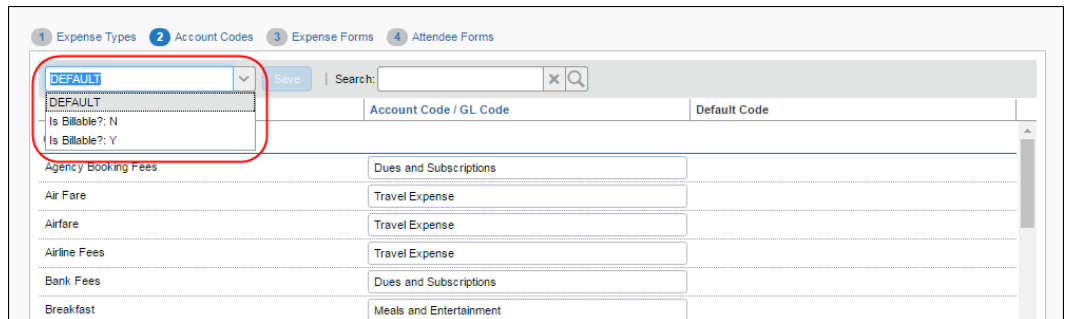 1 Expense Types 2 Account Codes 3 Expense Forms 4 Attendee Forms
DEFAULT Save | Search:
DEFAULT
Is Billable?: N
Is Billable?: Y
Account Code / GL Code Default Code
Agency Booking Fees Dues and Subscriptions
Air Fare Travel Expense
Airfare Travel Expense
Airline Fees Travel Expense
Bank Fees Dues and Subscriptions
Breakfast Meals and Entertainment